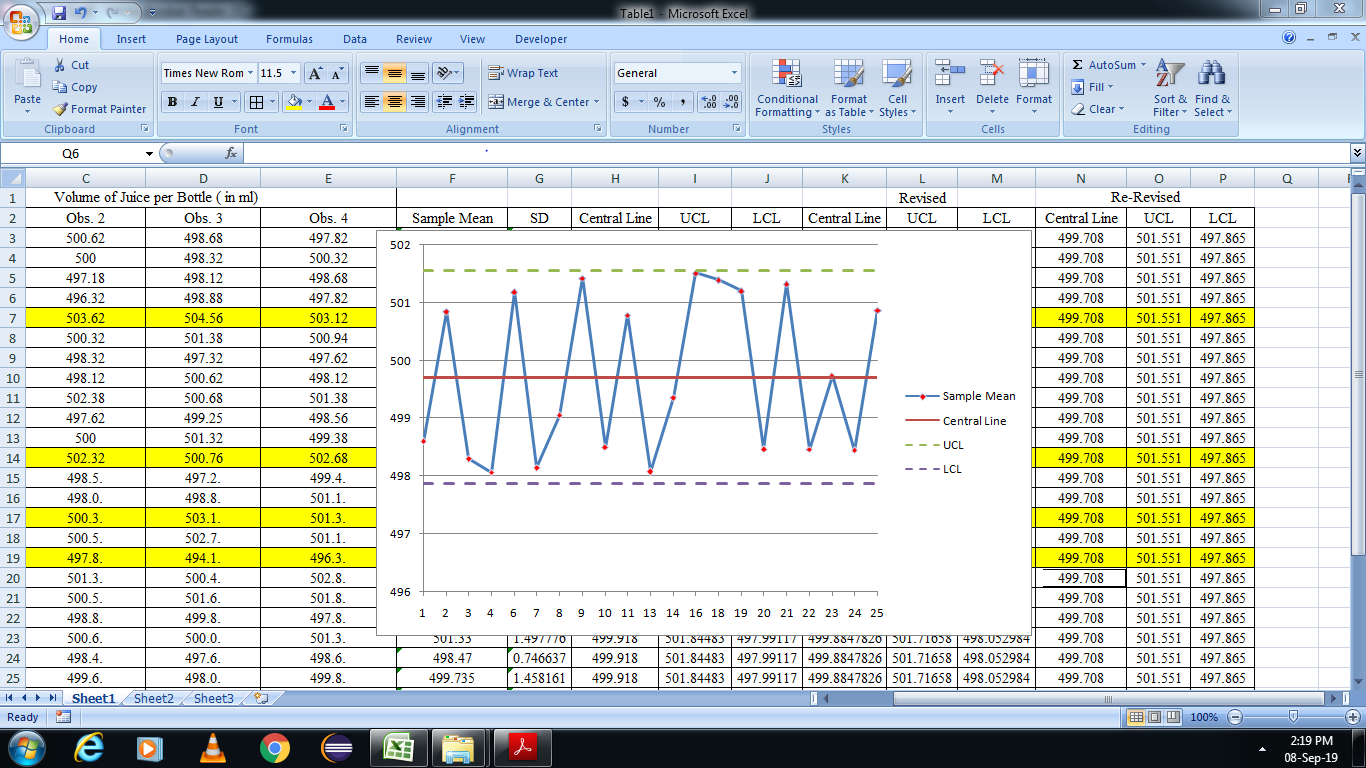 Table1 - Microsoft Excel
Home Insert Page Layout Formulas Data Review View Developer
Paste
Cut
Copy
Format Painter
Clipboard
Times New Rom 11.5
B I U
Font
Wrap Text
Merge & Center
Alignment
General
$ % ,
Number
Conditional Formatting
Format as Table
Cell Styles
Styles
Insert Delete Format
Cells
AutoSum
Fill
Clear
Sort & Filter
Find & Select
Editing
Q6 fx
C D E F G H I J K L M N O P Q
1 Volume of Juice per Bottle ( in ml) Revised Re-Revised
2 Obs. 2 Obs. 3 Obs. 4 Sample Mean SD Central Line UCL LCL Central Line UCL LCL Central Line UCL LCL
3 500.62 498.68 497.82 499.708 501.551 497.865
4 500 498.32 500.32 499.708 501.551 497.865
5 497.18 498.12 498.68 499.708 501.551 497.865
6 496.32 498.88 497.82 499.708 501.551 497.865
7 503.62 504.56 503.12 499.708 501.551 497.865
8 500.32 501.38 500.94 499.708 501.551 497.865
9 498.32 497.32 497.62 499.708 501.551 497.865
10 498.12 500.62 498.12 499.708 501.551 497.865
11 502.38 500.68 501.38 499.708 501.551 497.865
12 497.62 499.25 498.56 499.708 501.551 497.865
13 500 501.32 499.38 499.708 501.551 497.865
14 502.32 500.76 502.68 499.708 501.551 497.865
15 498.5. 497.2. 499.4. 499.708 501.551 497.865
16 498.0. 498.8. 501.1. 499.708 501.551 497.865
17 500.3. 503.1. 501.3. 499.708 501.551 497.865
18 500.5. 502.7. 501.1. 499.708 501.551 497.865
19 497.8. 494.1. 496.3. 499.708 501.551 497.865
20 501.3. 500.4. 502.8. 499.708 501.551 497.865
21 500.5. 501.6. 501.8. 499.708 501.551 497.865
22 498.8. 499.8. 497.8. 499.708 501.551 497.865
23 500.6. 500.0. 501.3. 501.33 1.497776 499.918 501.84483 497.99117 499.8847826 501.71658 498.052984 499.708 501.551 497.865
24 498.4. 497.6. 498.6. 498.47 0.746637 499.918 501.84483 497.99117 499.8847826 501.71658 498.052984 499.708 501.551 497.865
25 499.6. 498.0. 499.8. 499.735 1.458161 499.918 501.84483 497.99117 499.8847826 501.71658 498.052984 499.708 501.551 497.865
502
501
500
499
498
497
496
1 2 3 4 6 7 8 9 10 11 13 14 16 18 19 20 21 22 23 24 25
Sample Mean
Central Line
UCL
LCL
Sheet1 Sheet2 Sheet3
Ready 100%
2:19 PM
08-Sep-19